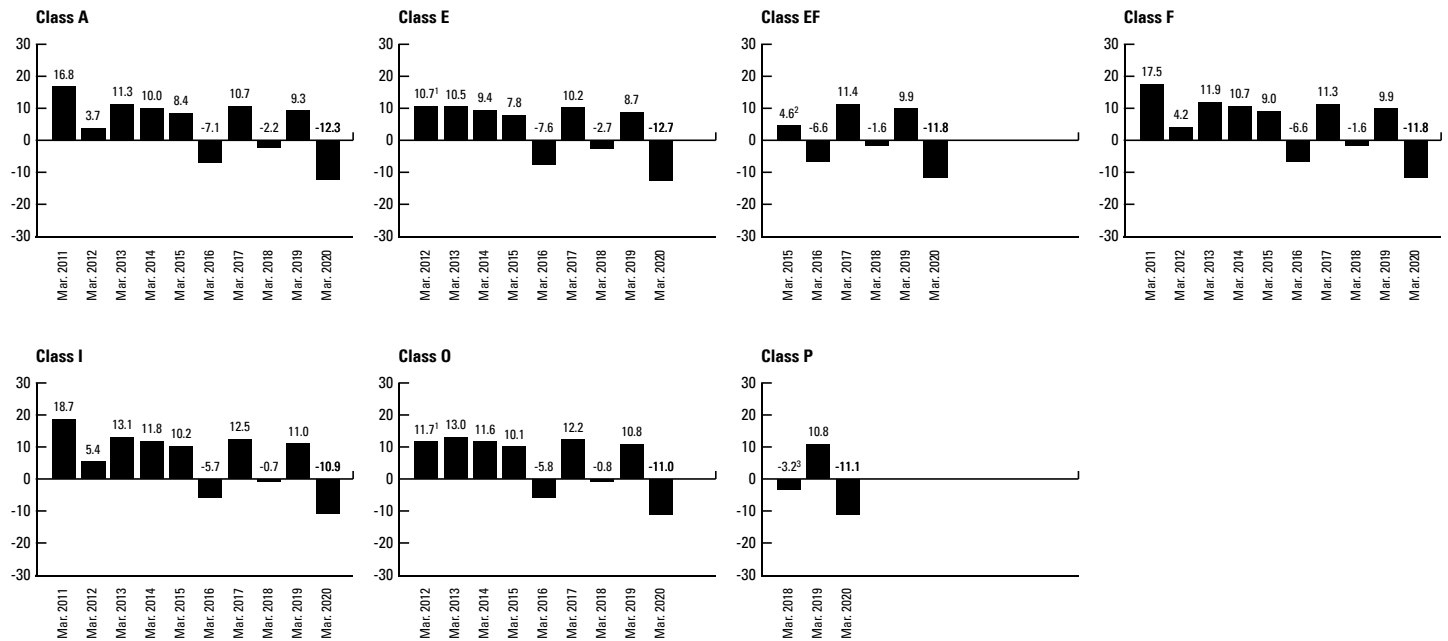 Class A
30
20
10
0
-10
-20
-30
16.8
3.7
11.3
10.0
8.4
-7.1
10.7
-2.2
9.3
-12.3
Mar. 2011
Mar. 2012
Mar. 2013
Mar. 2014
Mar. 2015
Mar. 2016
Mar. 2017
Mar. 2018
Mar. 2019
Mar. 2020
Class E
30
20
10
0
-10
-20
-30
10.7¹
10.5
9.4
7.8
-7.6
10.2
-2.7
8.7
-12.7
Mar. 2012
Mar. 2013
Mar. 2014
Mar. 2015
Mar. 2016
Mar. 2017
Mar. 2018
Mar. 2019
Mar. 2020
Class EF
30
20
10
0
-10
-20
-30
4.6²
-6.6
11.4
-1.6
9.9
-11.8
Mar. 2015
Mar. 2016
Mar. 2017
Mar. 2018
Mar. 2019
Mar. 2020
Class F
30
20
10
0
-10
-20
-30
17.5
4.2
11.9
10.7
9.0
-6.6
11.3
-1.6
9.9
-11.8
Mar. 2011
Mar. 2012
Mar. 2013
Mar. 2014
Mar. 2015
Mar. 2016
Mar. 2017
Mar. 2018
Mar. 2019
Mar. 2020
Class I
30
20
10
0
-10
-20
-30
18.7
5.4
13.1
11.8
10.2
-5.7
12.5
-0.7
11.0
-10.9
Mar. 2011
Mar. 2012
Mar. 2013
Mar. 2014
Mar. 2015
Mar. 2016
Mar. 2017
Mar. 2018
Mar. 2019
Mar. 2020
Class O
30
20
10
0
-10
-20
-30
11.7¹
13.0
11.6
10.1
-5.8
12.2
-0.8
10.8
-11.0
Mar. 2012
Mar. 2013
Mar. 2014
Mar. 2015
Mar. 2016
Mar. 2017
Mar. 2018
Mar. 2019
Mar. 2020
Class P
30
20
10
0
-10
-20
-30
-3.2³
10.8
-11.1
Mar. 2018
Mar. 2019
Mar. 2020